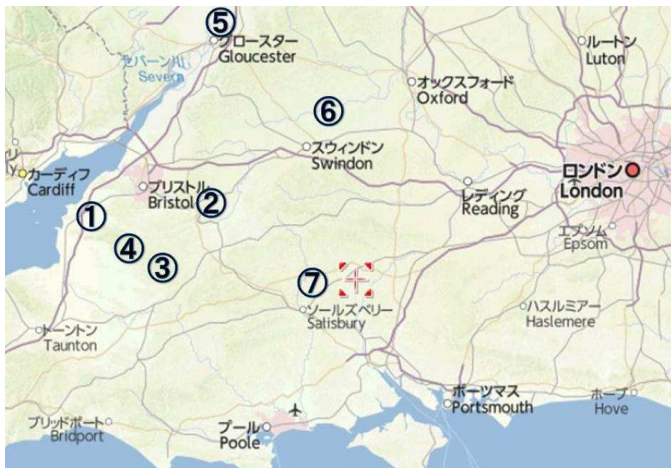 ⑤
グロースター
Gloucester
セバーン川
Severn
ルートン
Luton
オックスフォード
Oxford
⑥
スウィンドン
Swindon
カーディフ
Cardiff
ブリストル
Bristol
②
レディング
Reading
ロンドン
London
①
エプソム
Epsom
④
③
⑦
ソールズベリー
Salisbury
ハスルミアー
Haslemere
トーントン
Taunton
ブリッドポート
Bridport
プール
Poole
ポーツマス
Portsmouth
ホーブ
Hove